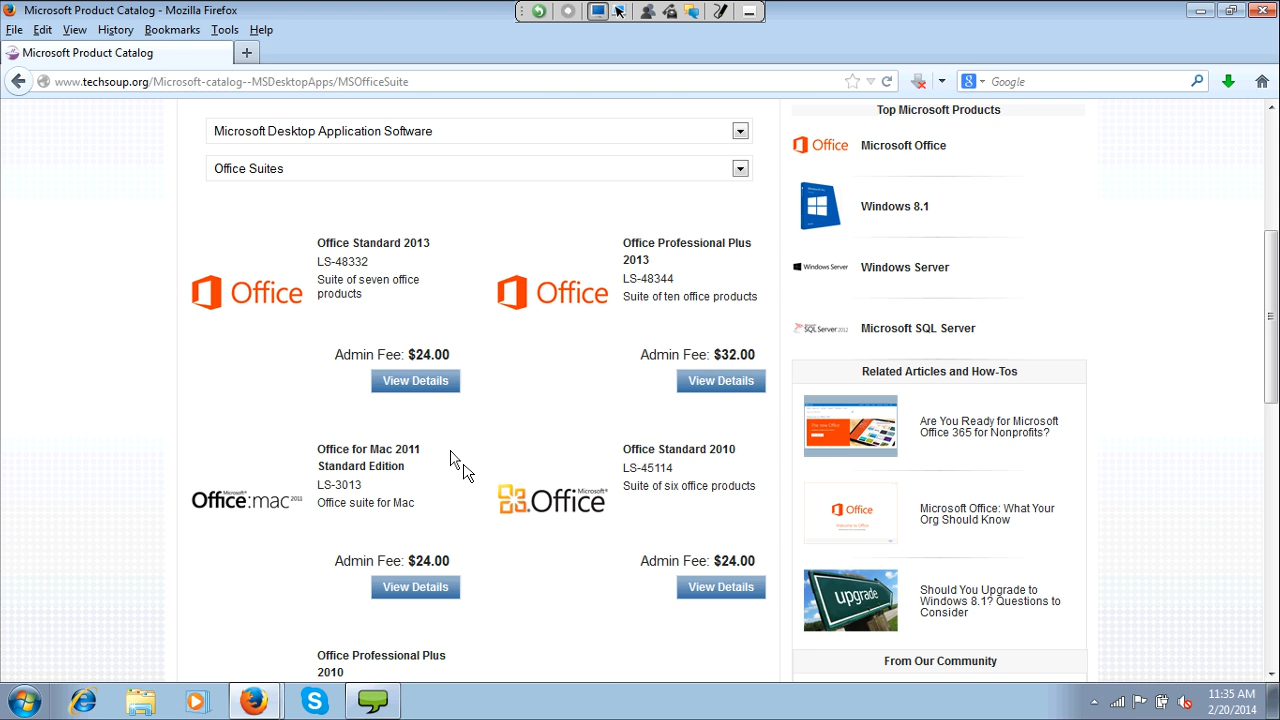 Microsoft Product Catalog - Mozilla Firefox
File Edit View History Bookmarks Tools Help
Microsoft Product Catalog
www.techsoup.org/Microsoft-catalog--MSDesktopApps/MSOfficeSuite
Google
Microsoft Desktop Application Software
Office Suites
Office
Office Standard 2013
LS-48332
Suite of seven office
products
Admin Fee: $24.00
View Details
Office
Office Professional Plus
2013
LS-48344
Suite of ten office products
Admin Fee: $32.00
View Details
Microsoft®
Office:mac 2011
Office for Mac 2011
Standard Edition
LS-3013
Office suite for Mac
Admin Fee: $24.00
View Details
Microsoft®
Office
Office Standard 2010
LS-45114
Suite of six office products
Admin Fee: $24.00
View Details
Office Professional Plus
2010
Top Microsoft Products
Office
Microsoft Office
Windows 8.1
Windows Server
Windows Server
SQL Server 2012
Microsoft SQL Server
Related Articles and How-Tos
Are You Ready for Microsoft
Office 365 for Nonprofits?
Office
Microsoft Office: What Your
Org Should Know
upgrade
Should You Upgrade to
Windows 8.1? Questions to
Consider
From Our Community
11:35 AM
2/20/2014